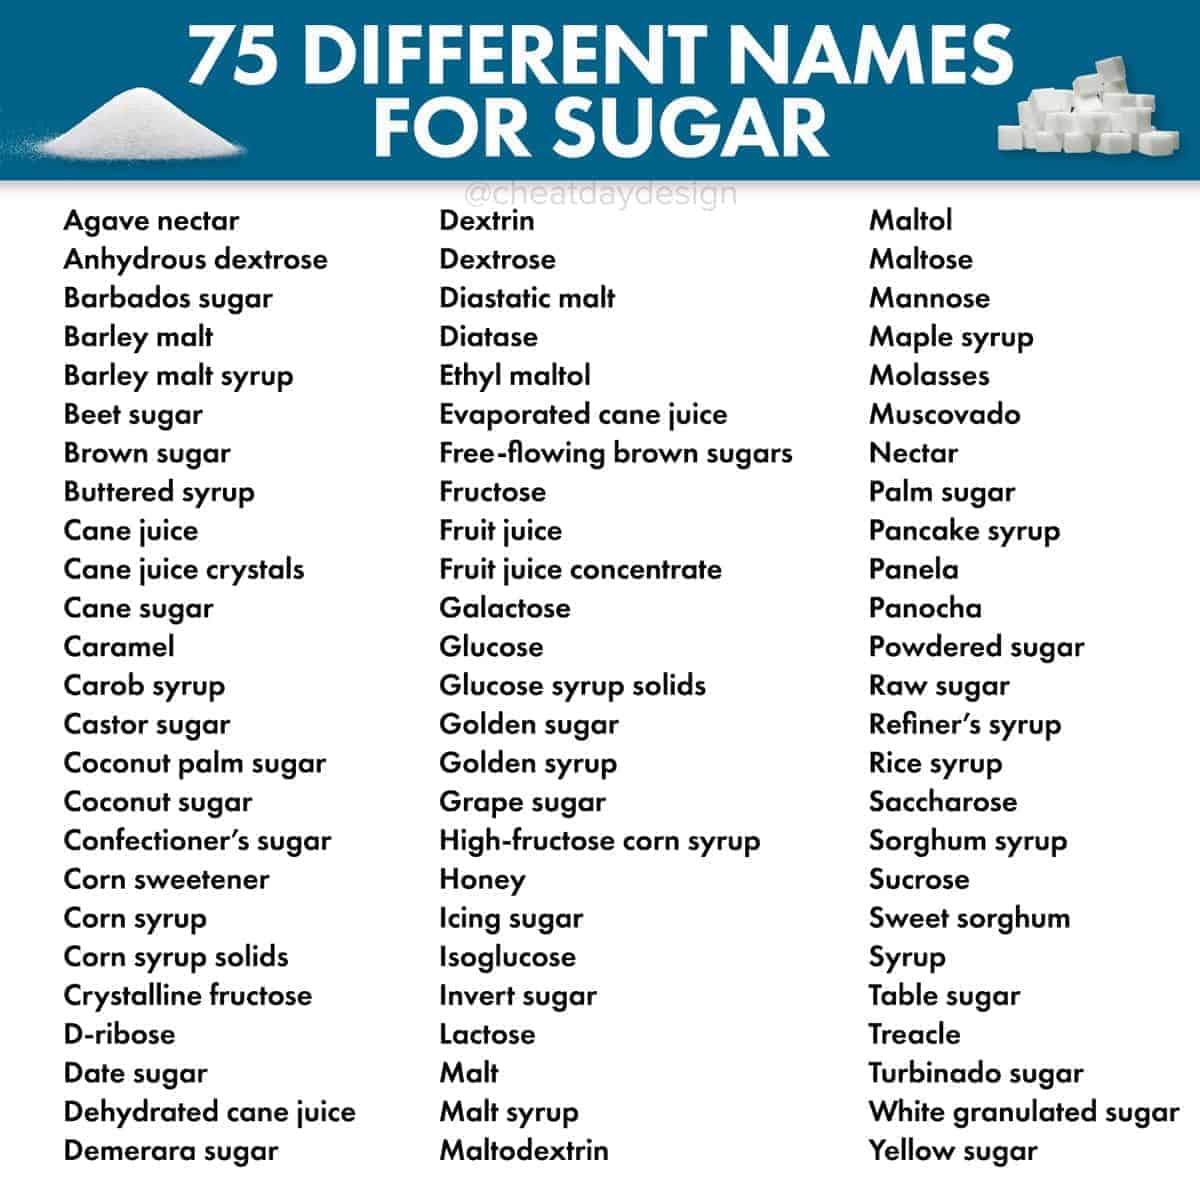 75 DIFFERENT NAMES
FOR SUGAR
@cheatdaydesign
Agave nectar
Anhydrous dextrose
Barbados sugar
Barley malt
Barley malt syrup
Beet sugar
Brown sugar
Buttered syrup
Cane juice
Cane juice crystals
Cane sugar
Caramel
Carob syrup
Castor sugar
Coconut palm sugar
Coconut sugar
Confectioner’s sugar
Corn sweetener
Corn syrup
Corn syrup solids
Crystalline fructose
D-ribose
Date sugar
Dehydrated cane juice
Demerara sugar
Dextrin
Dextrose
Diastatic malt
Diatase
Ethyl maltol
Evaporated cane juice
Free-flowing brown sugars
Fructose
Fruit juice
Fruit juice concentrate
Galactose
Glucose
Glucose syrup solids
Golden sugar
Golden syrup
Grape sugar
High-fructose corn syrup
Honey
Icing sugar
Isoglucose
Invert sugar
Lactose
Malt
Malt syrup
Maltodextrin
Maltol
Maltose
Mannose
Maple syrup
Molasses
Muscovado
Nectar
Palm sugar
Pancake syrup
Panela
Panocha
Powdered sugar
Raw sugar
Refiner’s syrup
Rice syrup
Saccharose
Sorghum syrup
Sucrose
Sweet sorghum
Syrup
Table sugar
Treacle
Turbinado sugar
White granulated sugar
Yellow sugar